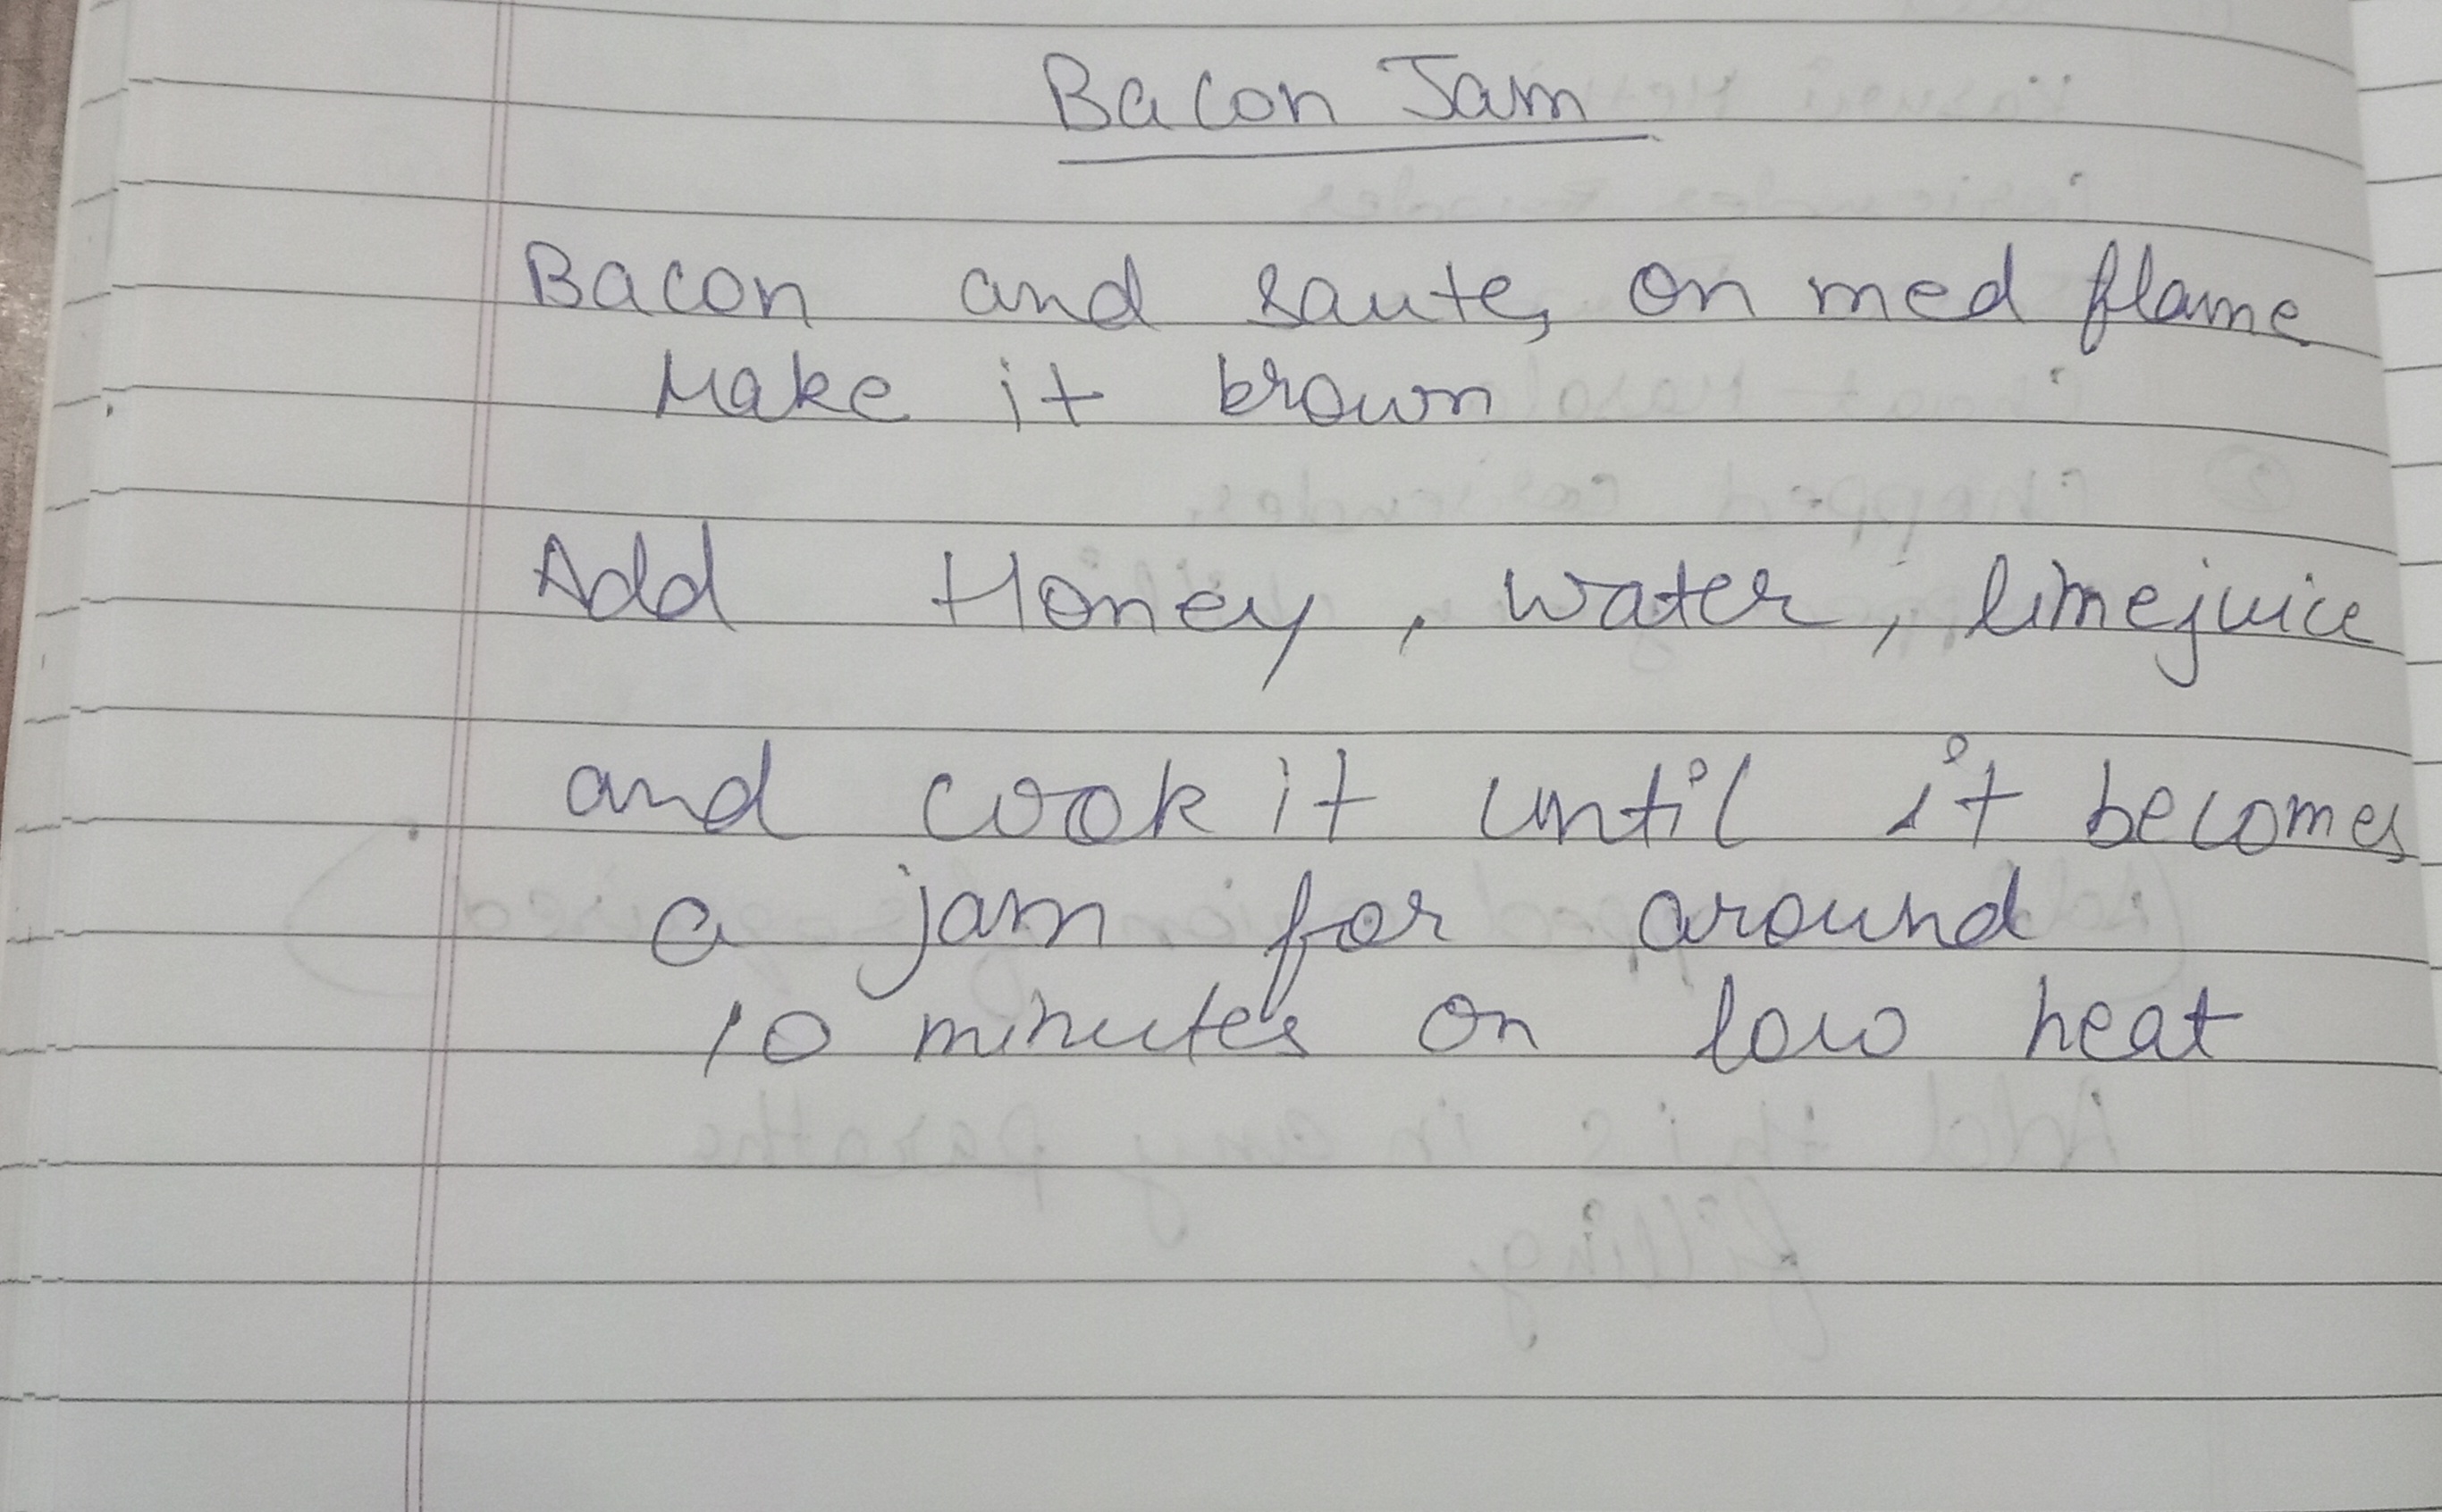 Bacon Jam
Bacon and saute, on med flame
Make it brown
Add Honey, water, limejuice
and cook it until it becomes
a jam for around
10 minutes on low heat